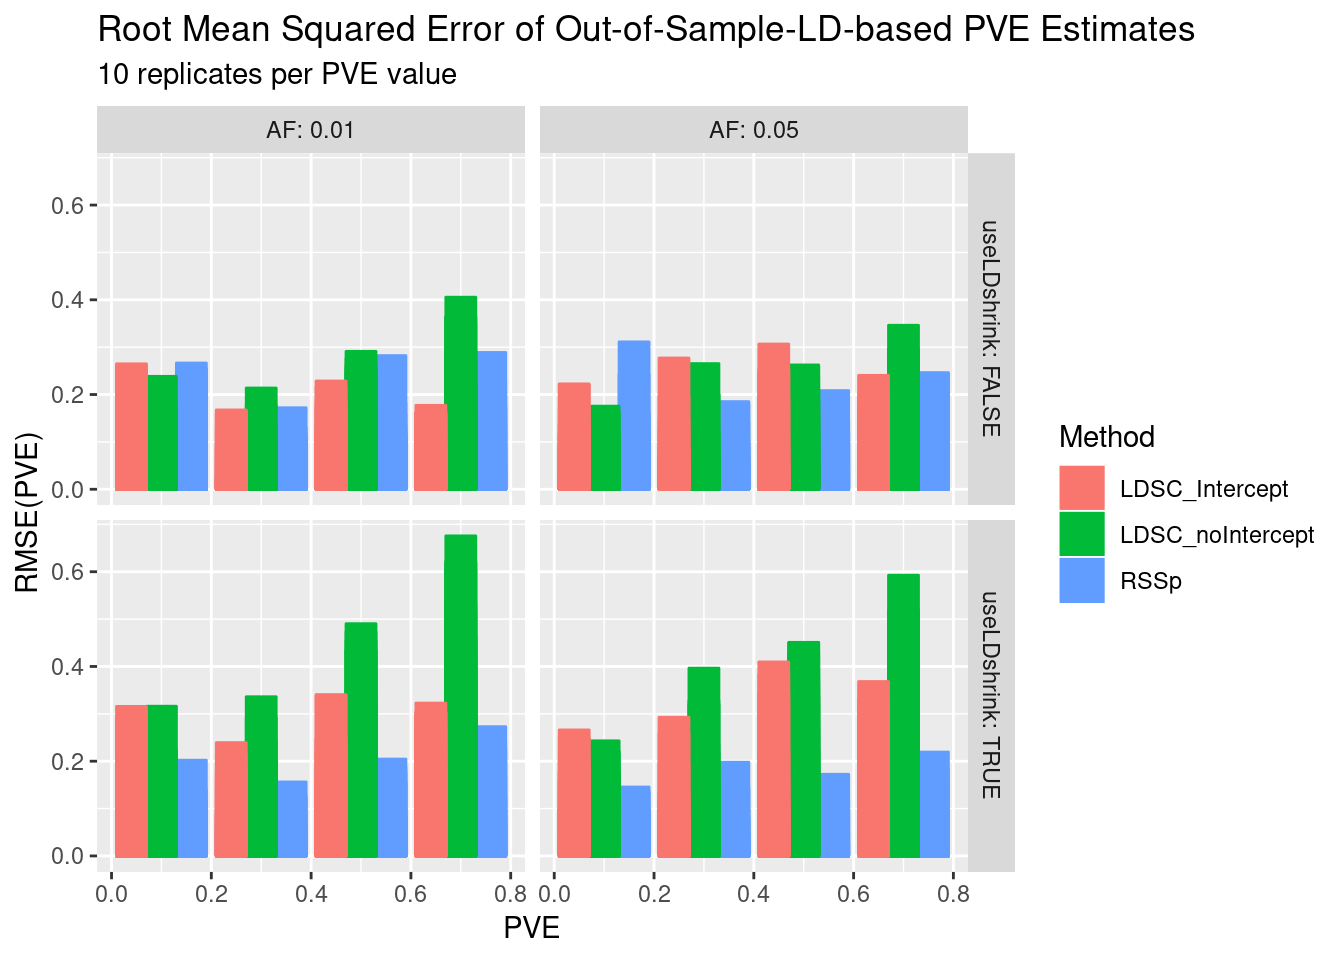 Root Mean Squared Error of Out-of-Sample-LD-based PVE Estimates
10 replicates per PVE value
AF: 0.01
AF: 0.05
0.6
0.4
0.2
0.0
useLDshrink: FALSE
0.6
0.4
0.2
0.0
useLDshrink: TRUE
RMSE(PVE)
0.0 0.2 0.4 0.6 0.8
0.0 0.2 0.4 0.6 0.8
PVE
Method
LDSC_Intercept
LDSC_noIntercept
RSSp